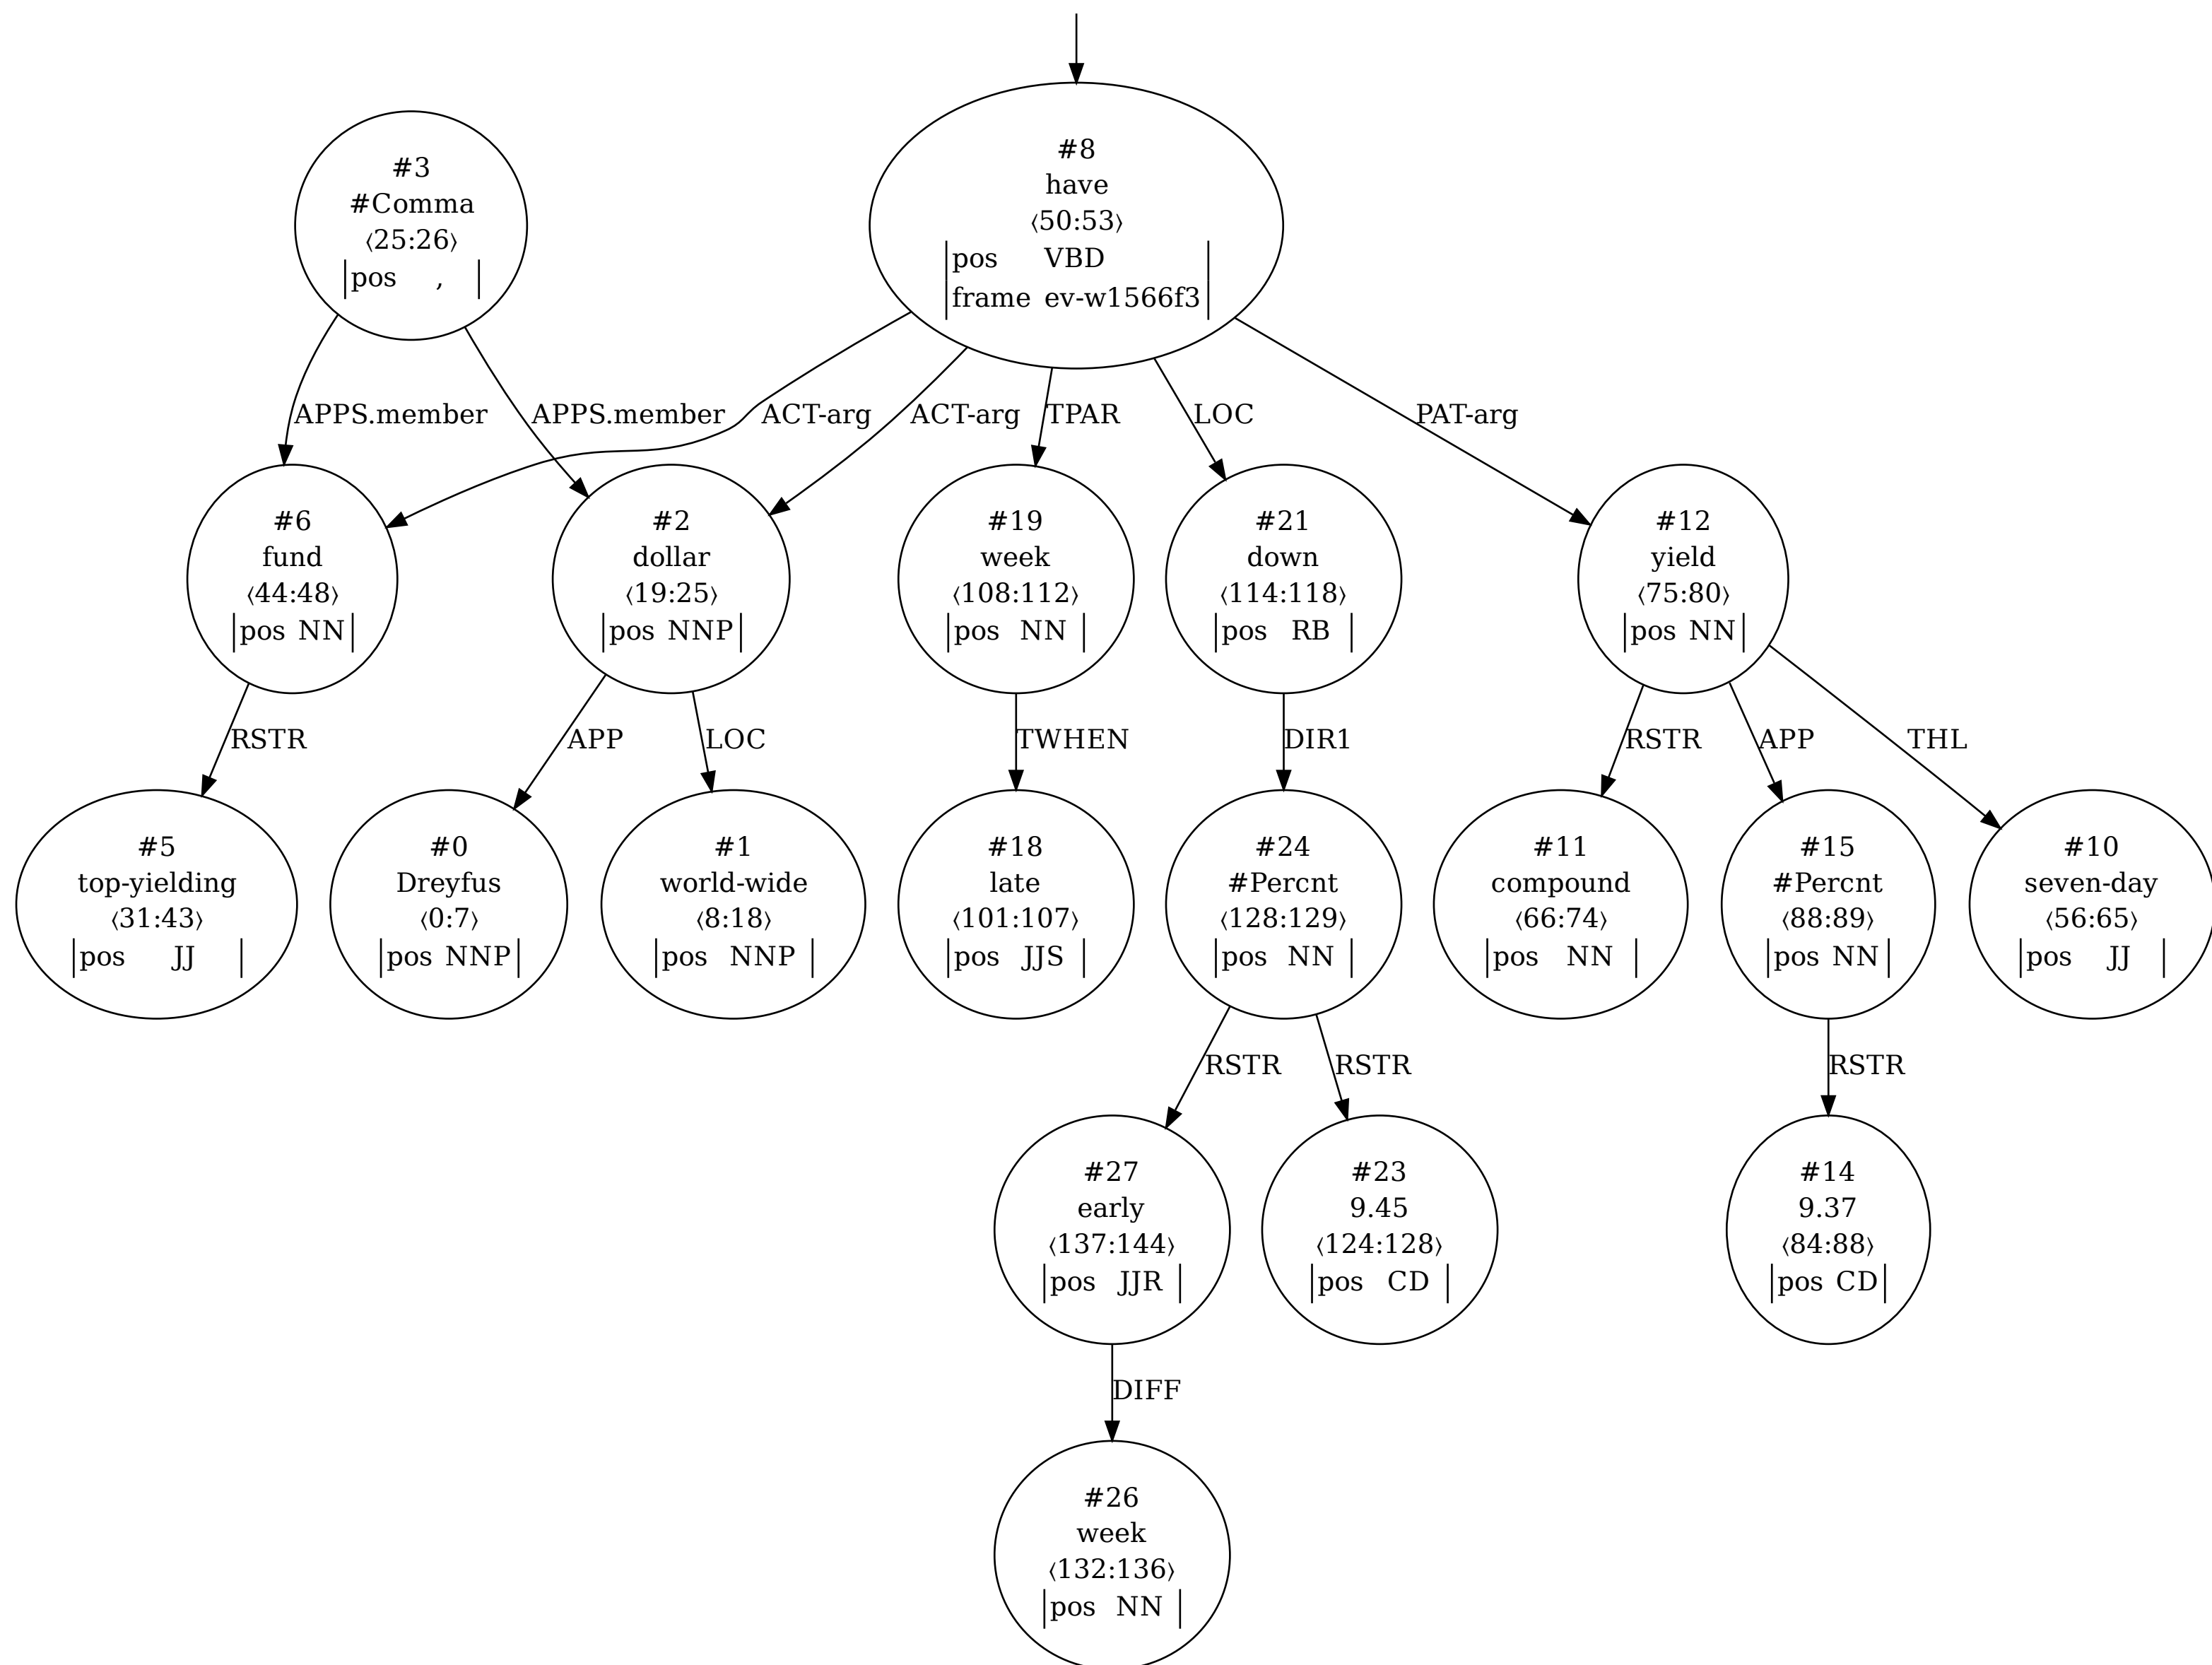 #8
have
⟨50:53⟩
pos VBD
frame ev-w1566f3
#3
#Comma
⟨25:26⟩
pos ,
APPS.member
APPS.member
ACT-arg
ACT-arg
TPAR
LOC
PAT-arg
#6
fund
⟨44:48⟩
pos NN
#2
dollar
⟨19:25⟩
pos NNP
#19
week
⟨108:112⟩
pos NN
#21
down
⟨114:118⟩
pos RB
#12
yield
⟨75:80⟩
pos NN
RSTR
APP
LOC
TWHEN
DIR1
RSTR
APP
THL
#5
top-yielding
⟨31:43⟩
pos JJ
#0
Dreyfus
⟨0:7⟩
pos NNP
#1
world-wide
⟨8:18⟩
pos NNP
#18
late
⟨101:107⟩
pos JJS
#24
#Percnt
⟨128:129⟩
pos NN
#11
compound
⟨66:74⟩
pos NN
#15
#Percnt
⟨88:89⟩
pos NN
#10
seven-day
⟨56:65⟩
pos JJ
RSTR
RSTR
RSTR
#27
early
⟨137:144⟩
pos JJR
#23
9.45
⟨124:128⟩
pos CD
#14
9.37
⟨84:88⟩
pos CD
DIFF
#26
week
⟨132:136⟩
pos NN